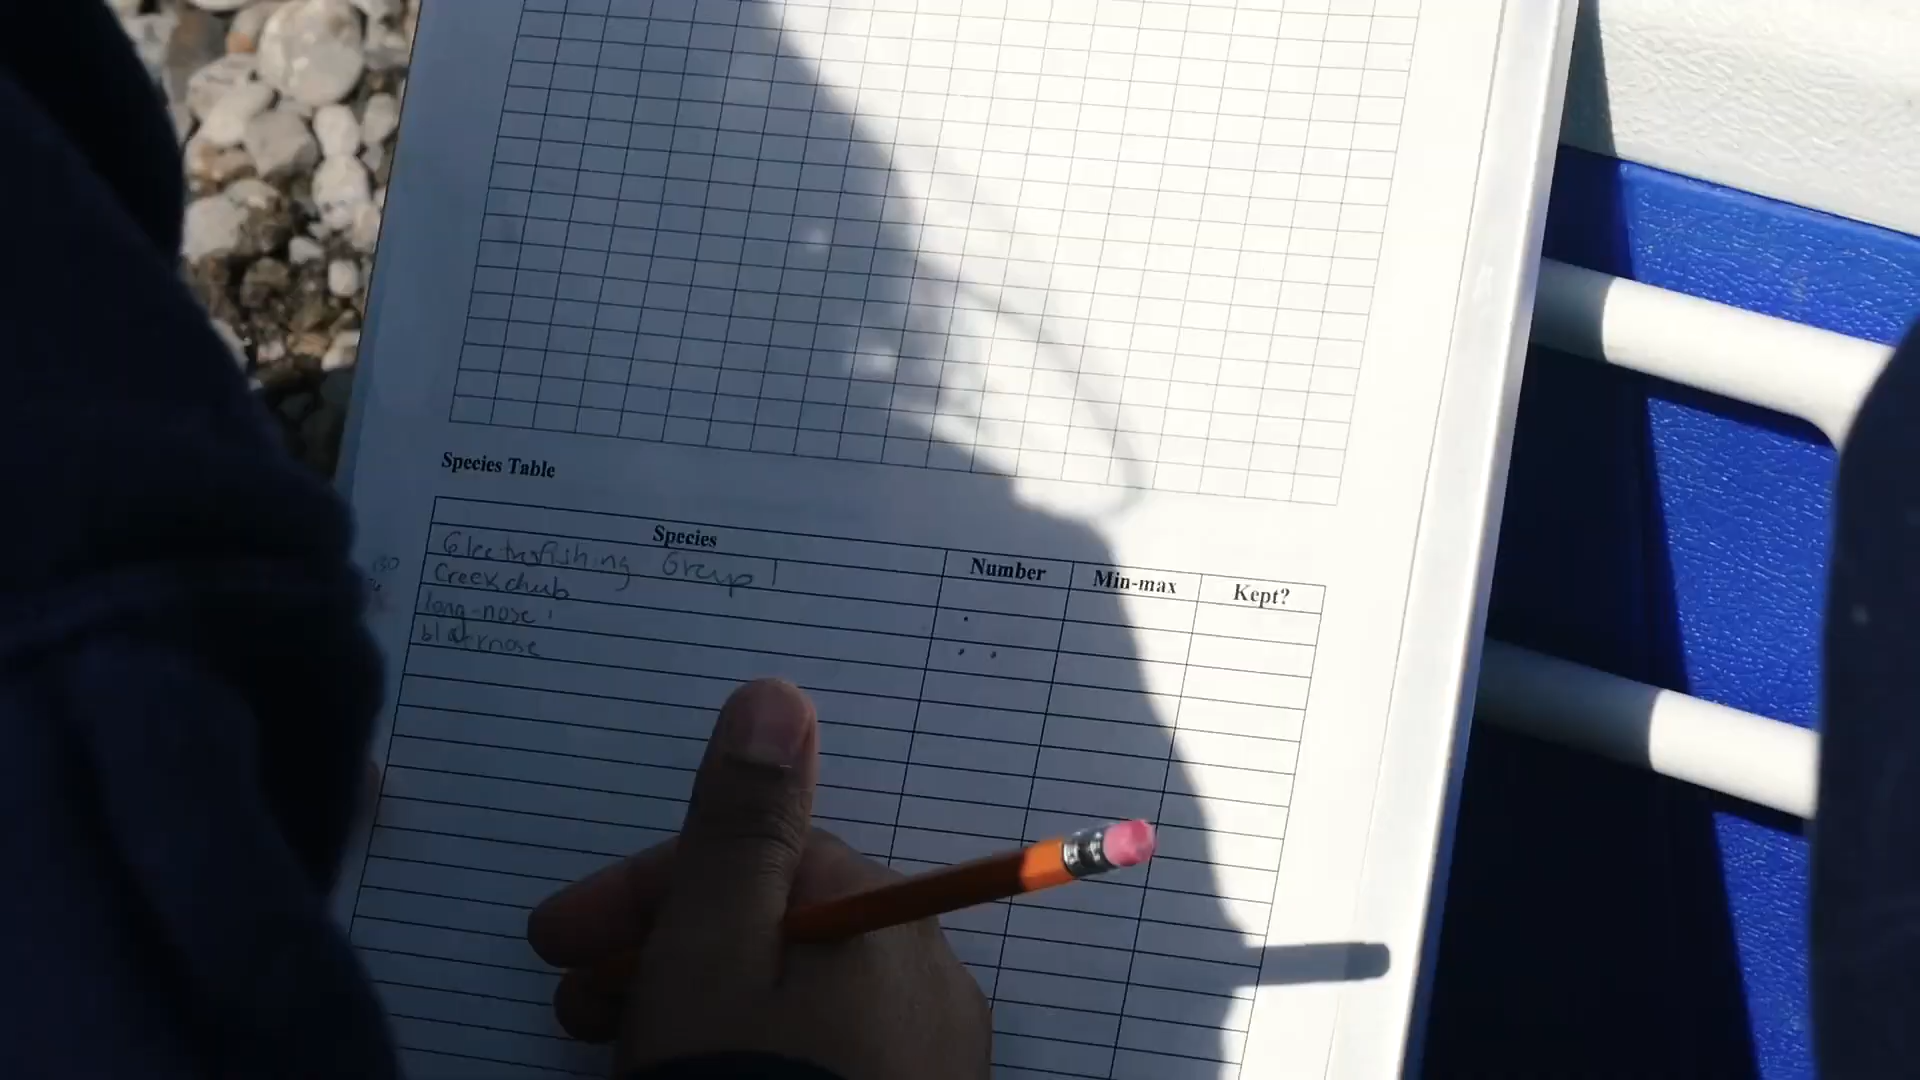 Species Table
Species Number Min-max Kept?
Electrofishing Group 1
Creek chub
long-nose
blacknose